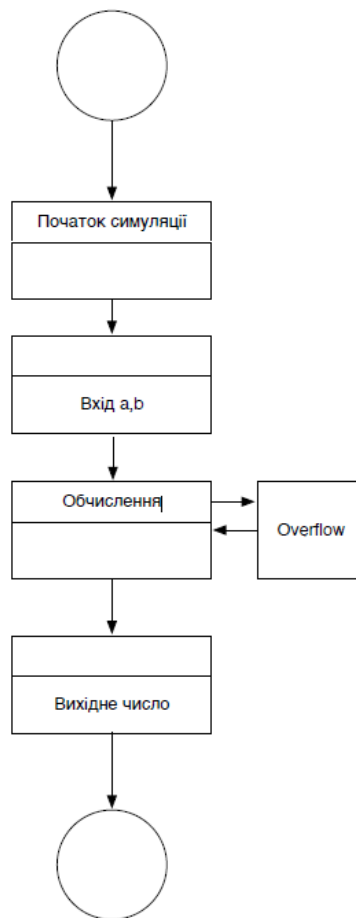 Початок симуляції
Вхід a,b
Обчислення
Overflow
Вихідне число